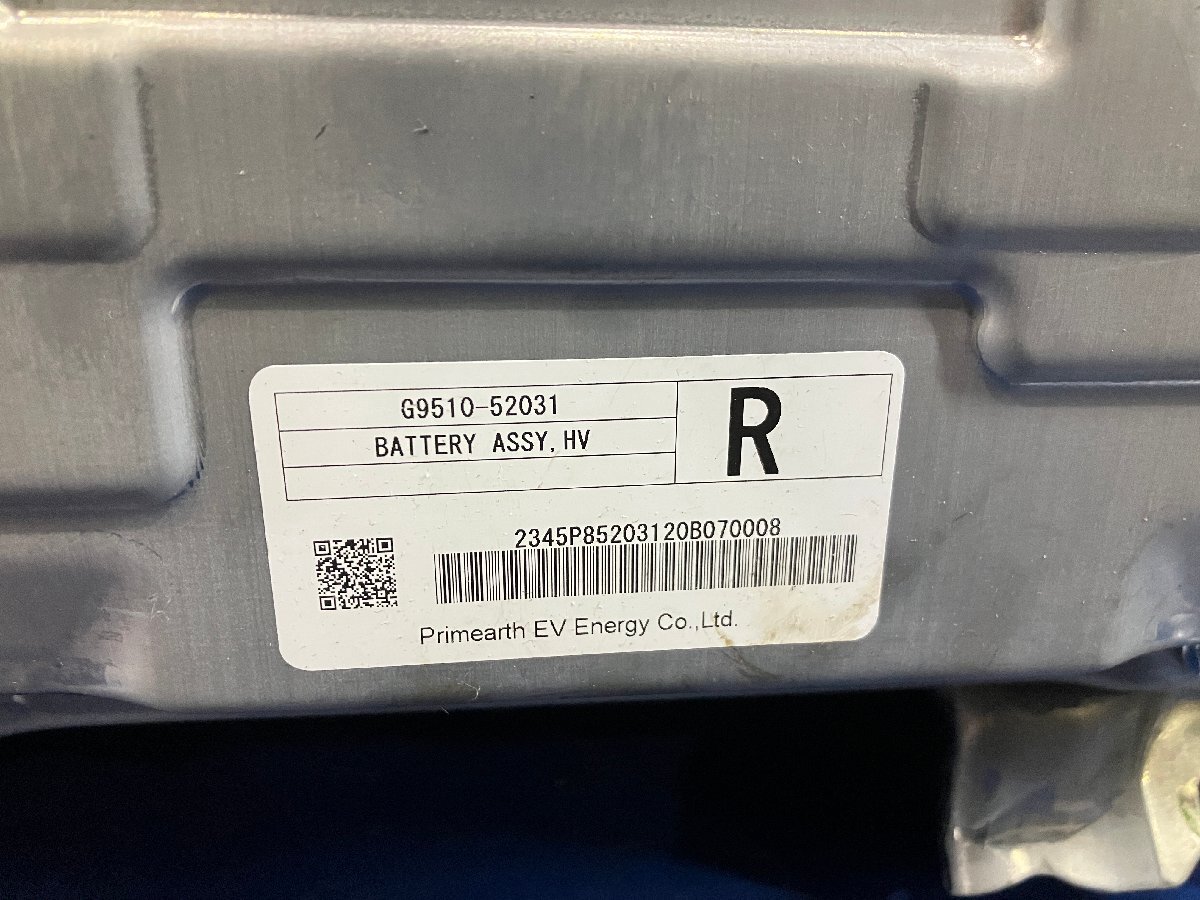 G9510-52031
BATTERY ASSY,HV
R
2345P85203120B070008
Primearth EV Energy Co.,Ltd.